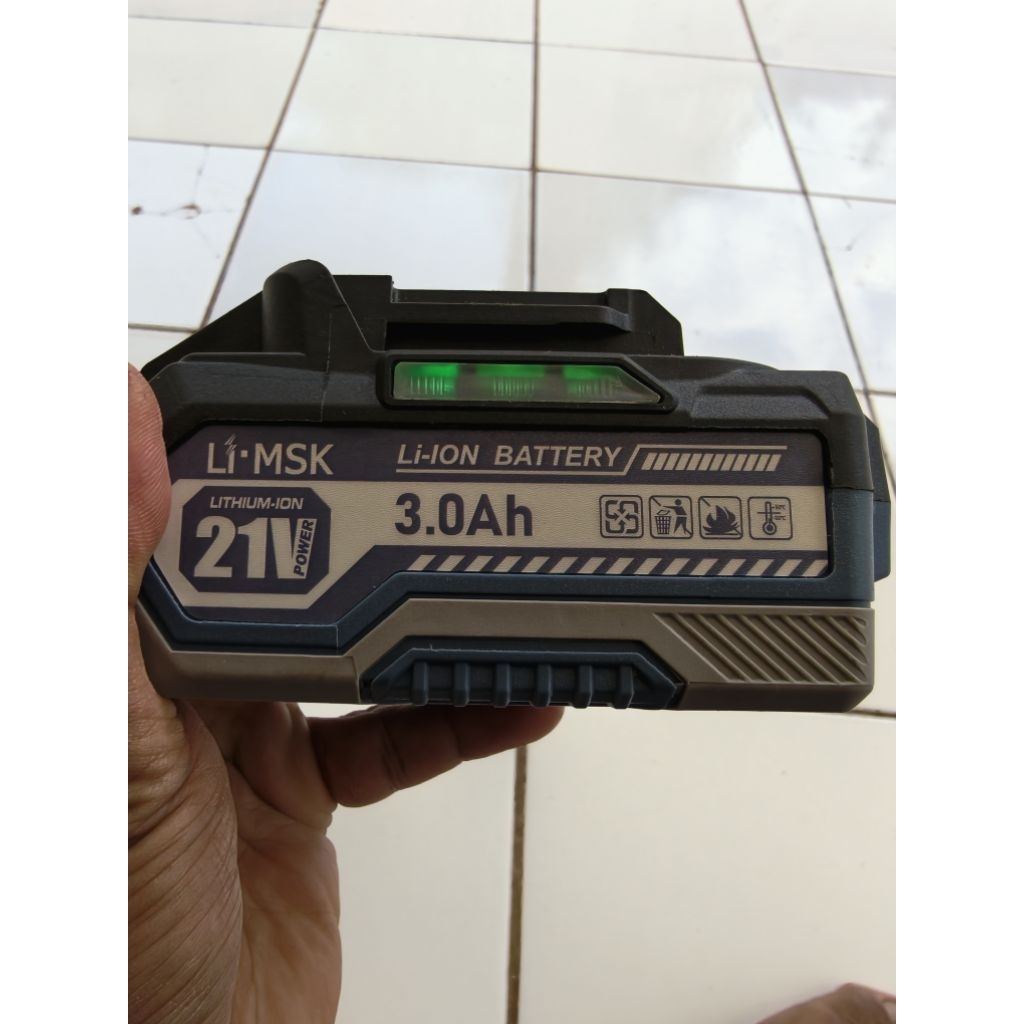 Li·MSK
Li-ION BATTERY
LITHIUM-ION
21V
POWER
3.0Ah